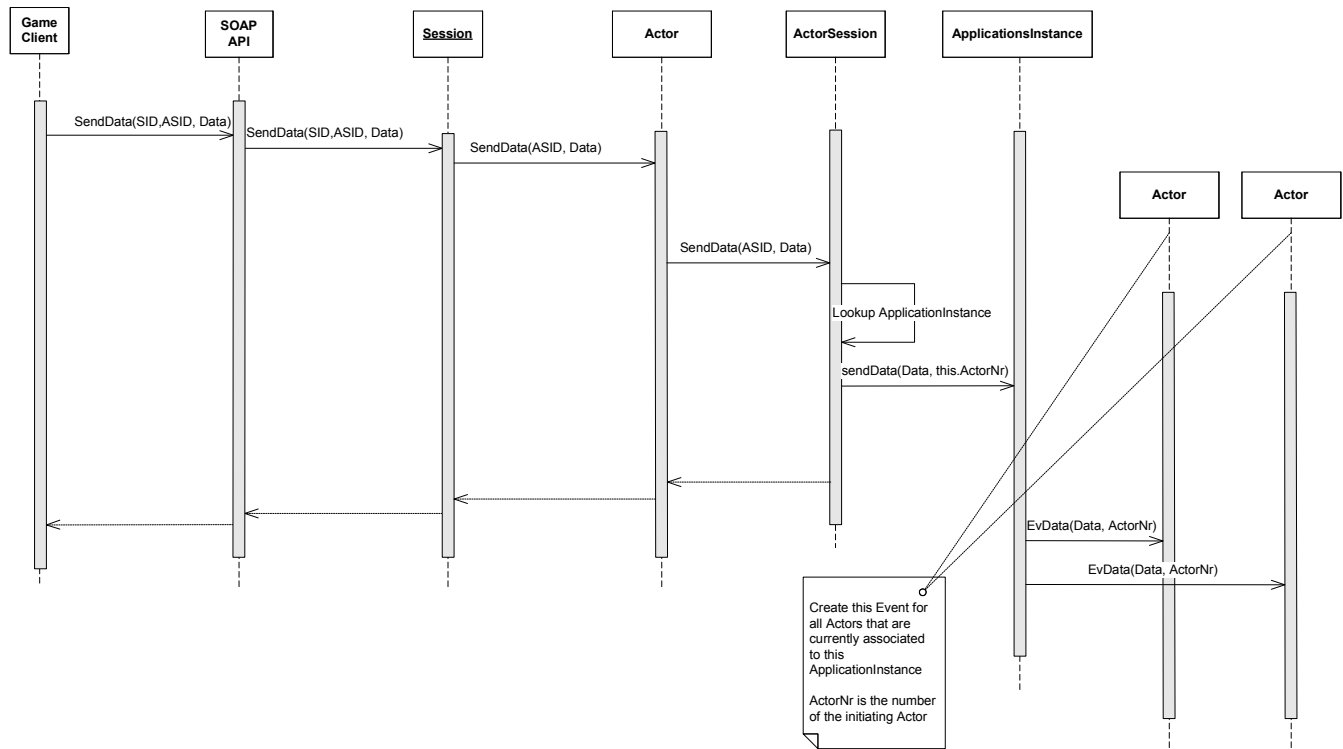 Game
Client
SOAP
API
Session
Actor
ActorSession
ApplicationsInstance
SendData(SID,ASID, Data)
SendData(SID,ASID, Data)
SendData(ASID, Data)
Actor
Actor
SendData(ASID, Data)
Lookup ApplicationInstance
sendData(Data, this.ActorNr)
EvData(Data, ActorNr)
EvData(Data, ActorNr)
Create this Event for
all Actors that are
currently associated
to this
ApplicationInstance
ActorNr is the number
of the initiating Actor